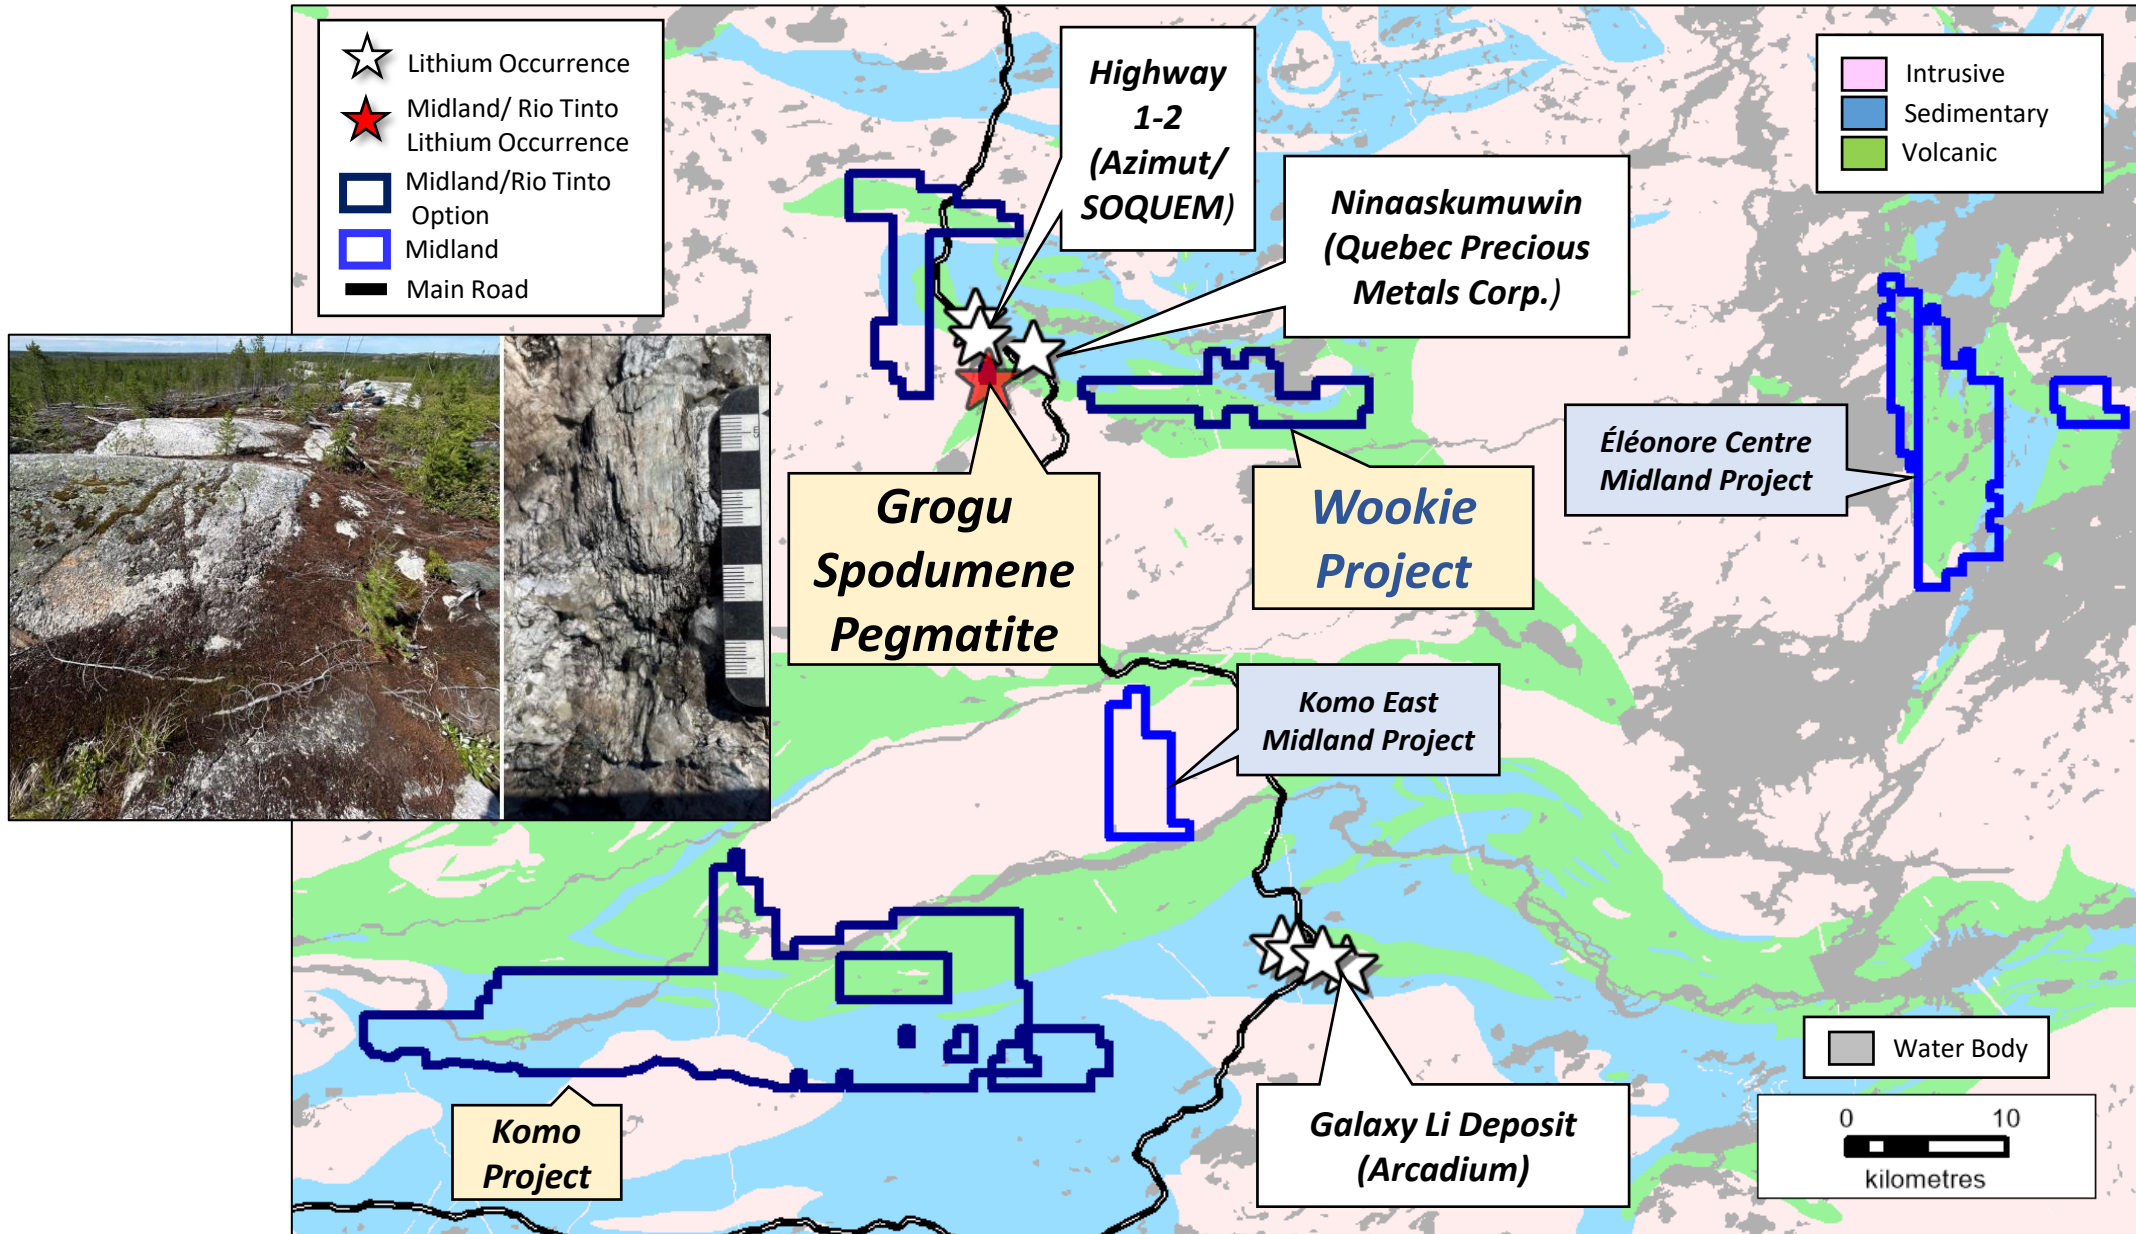 Lithium Occurrence
Midland/ Rio Tinto
Lithium Occurrence
Midland/Rio Tinto
Option
Midland
Main Road
Highway
1-2
(Azimut/
SOQUEM)
Ninaaskumuwin
(Quebec Precious
Metals Corp.)
Intrusive
Sedimentary
Volcanic
Éléonore Centre
Midland Project
Grogu
Spodumene
Pegmatite
Wookie
Project
Komo East
Midland Project
Komo
Project
Galaxy Li Deposit
(Arcadium)
Water Body
0 10
kilometres